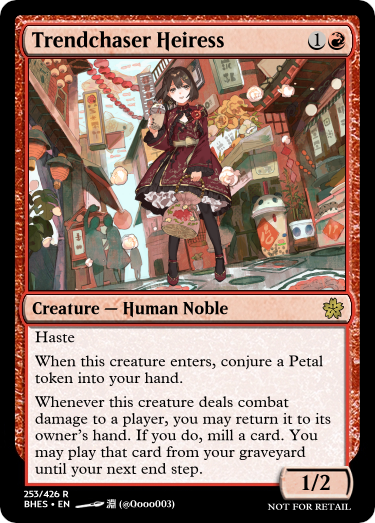 Trendchaser Heiress 1
Creature — Human Noble
Haste
When this creature enters, conjure a Petal
token into your hand.
Whenever this creature deals combat
damage to a player, you may return it to its
owner's hand. If you do, mill a card. You
may play that card from your graveyard
until your next end step.
1/2
253/426 R
BHES • EN 淵 (@Oooo003)
NOT FOR RETAIL